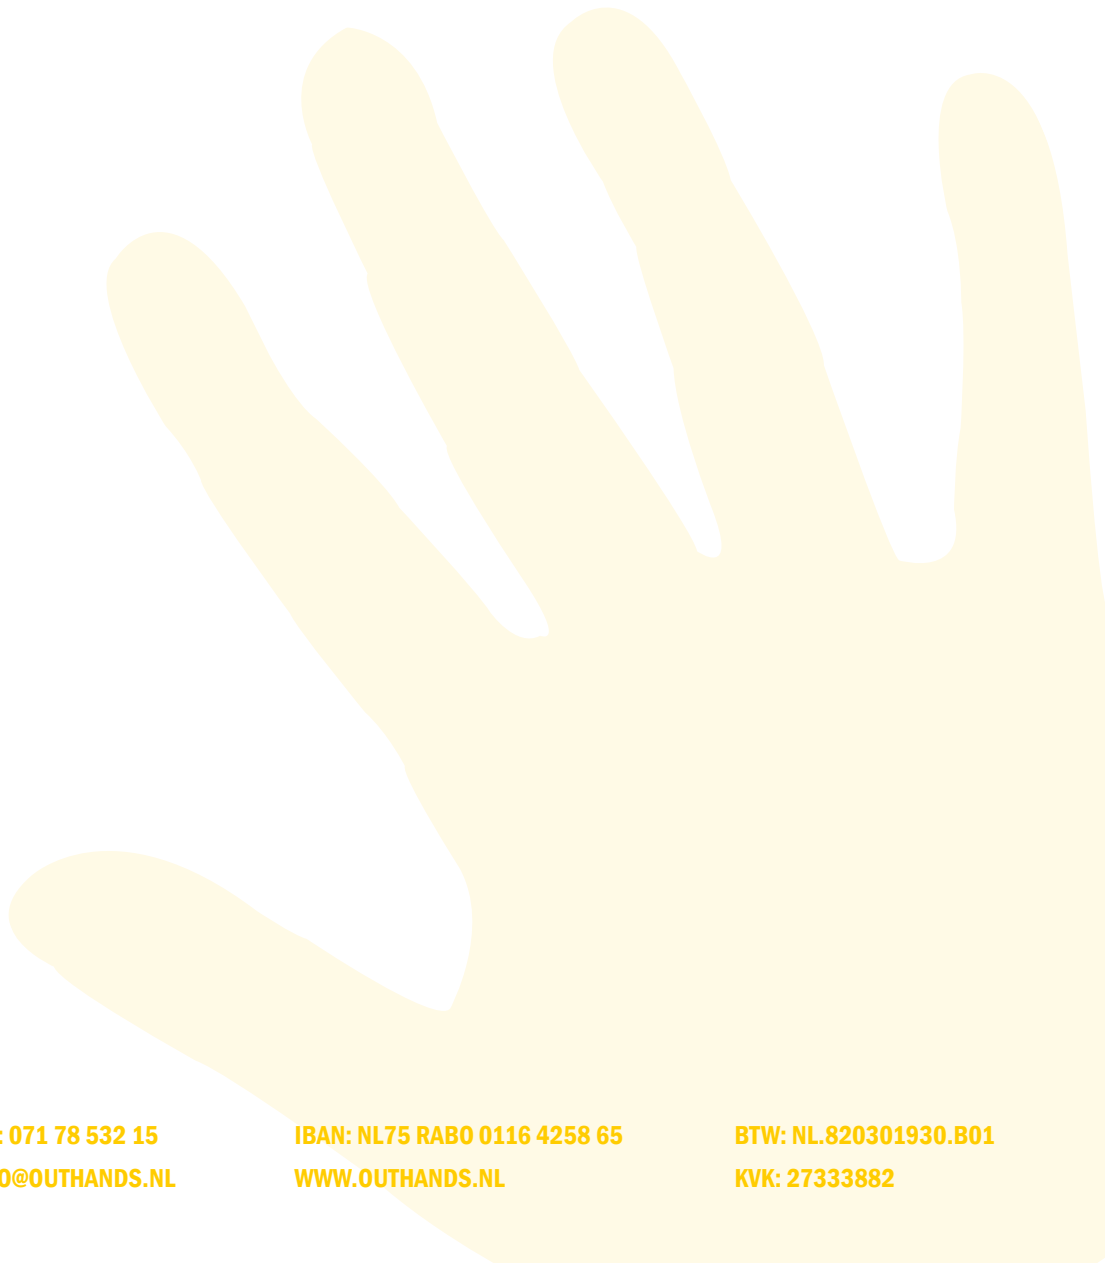 : 071 78 532 15
O@OUTHANDS.NL
IBAN: NL75 RABO 0116 4258 65
WWW.OUTHANDS.NL
BTW: NL.820301930.B01
KVK: 27333882